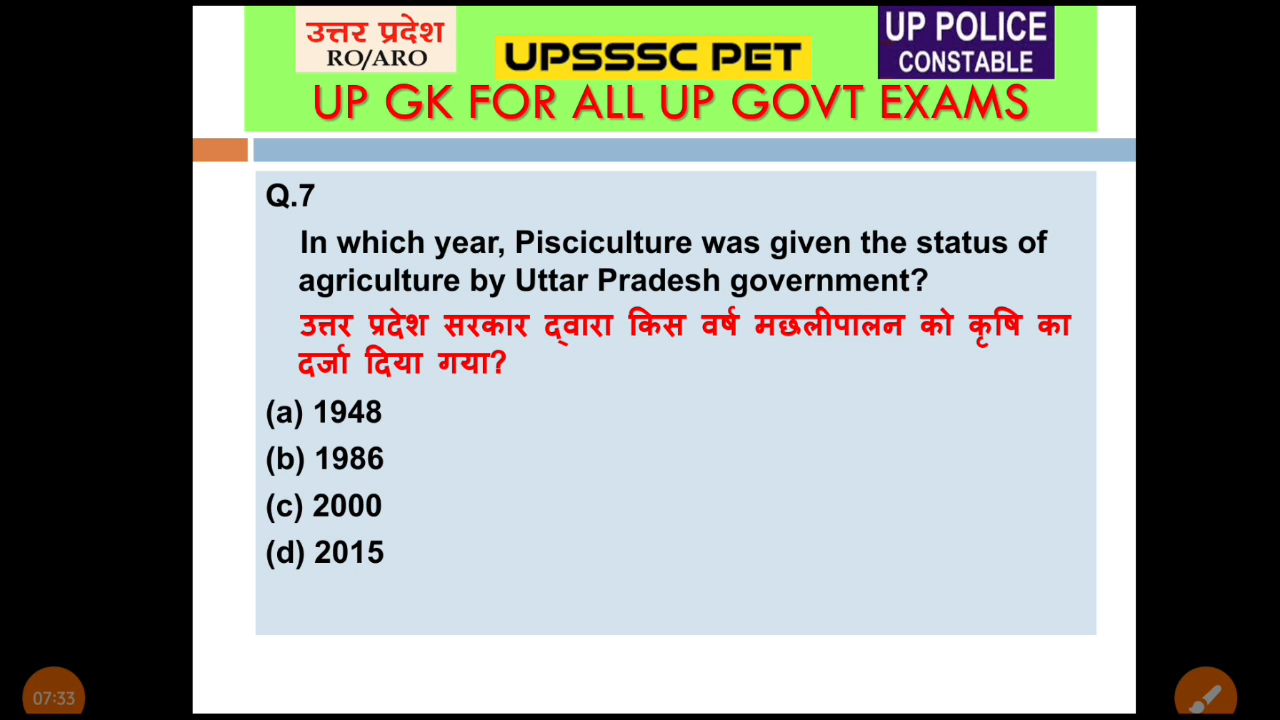 उत्तर प्रदेश
RO/ARO
UPSSSC PET
UP POLICE
CONSTABLE
UP GK FOR ALL UP GOVT EXAMS
Q.7
In which year, Pisciculture was given the status of
agriculture by Uttar Pradesh government?
उत्तर प्रदेश सरकार द्वारा किस वर्ष मछलीपालन को कृषि का
दर्जा दिया गया?
(a) 1948
(b) 1986
(c) 2000
(d) 2015
07:33